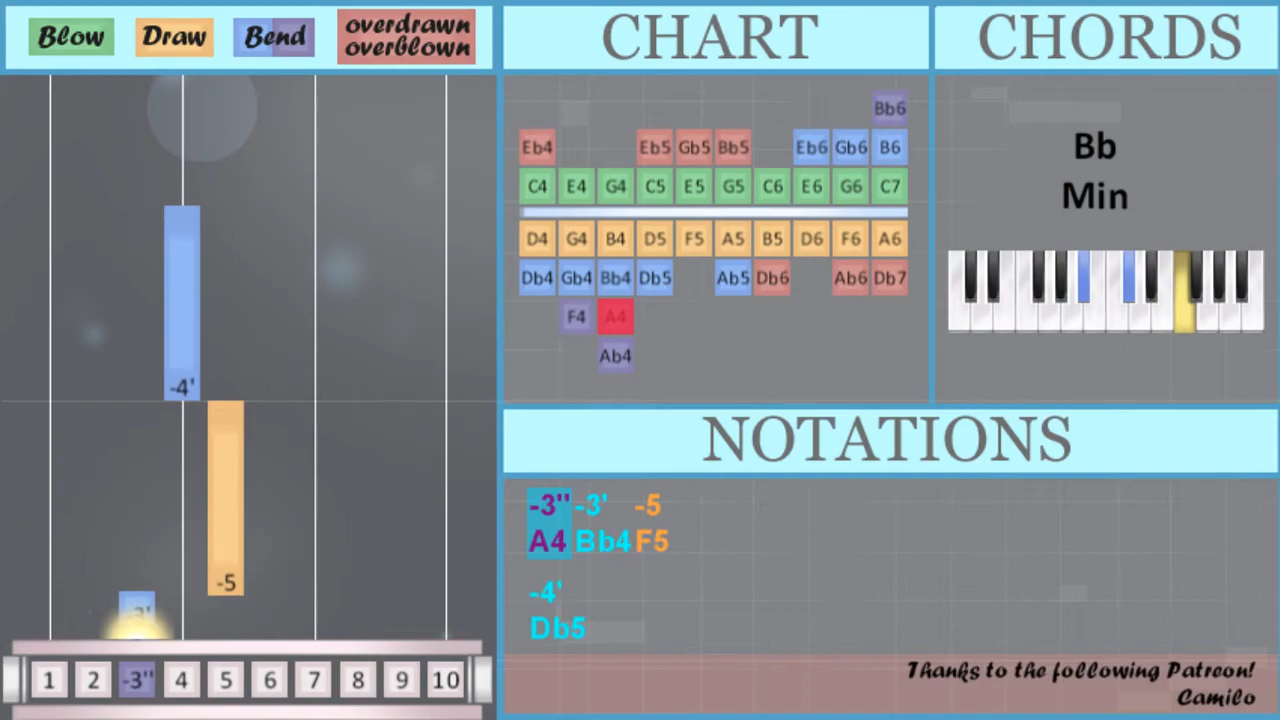 Blow Draw Bend overdrawn
overblown
CHART
CHORDS
Bb6
Eb4 Eb5 Gb5 Bb5 Eb6 Gb6 B6
C4 E4 G4 C5 E5 G5 C6 E6 G6 C7
D4 G4 B4 D5 F5 A5 B5 D6 F6 A6
Db4 Gb4 Bb4 Db5 Ab5 Db6 Ab6 Db7
F4 A4
Ab4
Bb
Min
-4'
-5
-3'
1 2 -3" 4 5 6 7 8 9 10
NOTATIONS
-3" -3' -5
A4 Bb4 F5
-4'
Db5
Thanks to the following Patreon!
Camilo